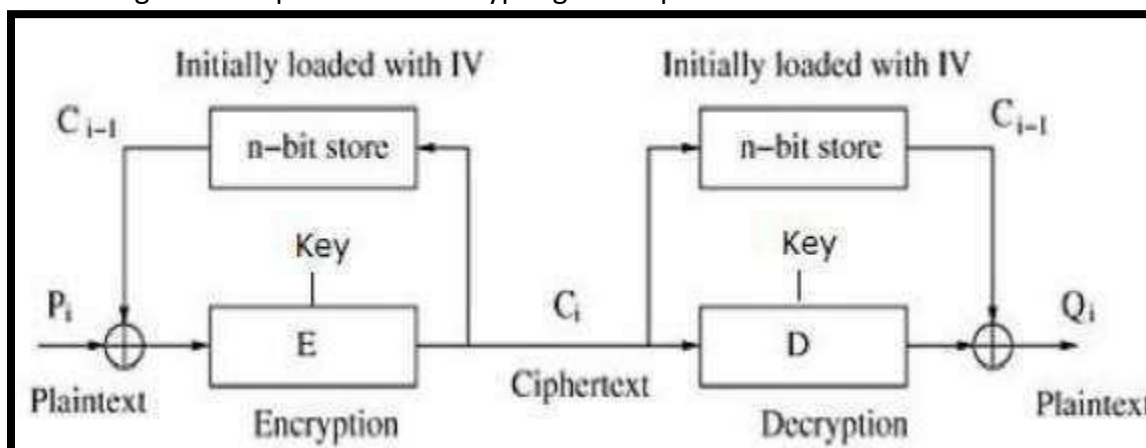 Initially loaded with IV
Initially loaded with IV
C i-1
n-bit store
n-bit store
C i-1
Key
Key
P i
E
C i
D
Q i
Plaintext
Ciphertext
Plaintext
Encryption
Decryption